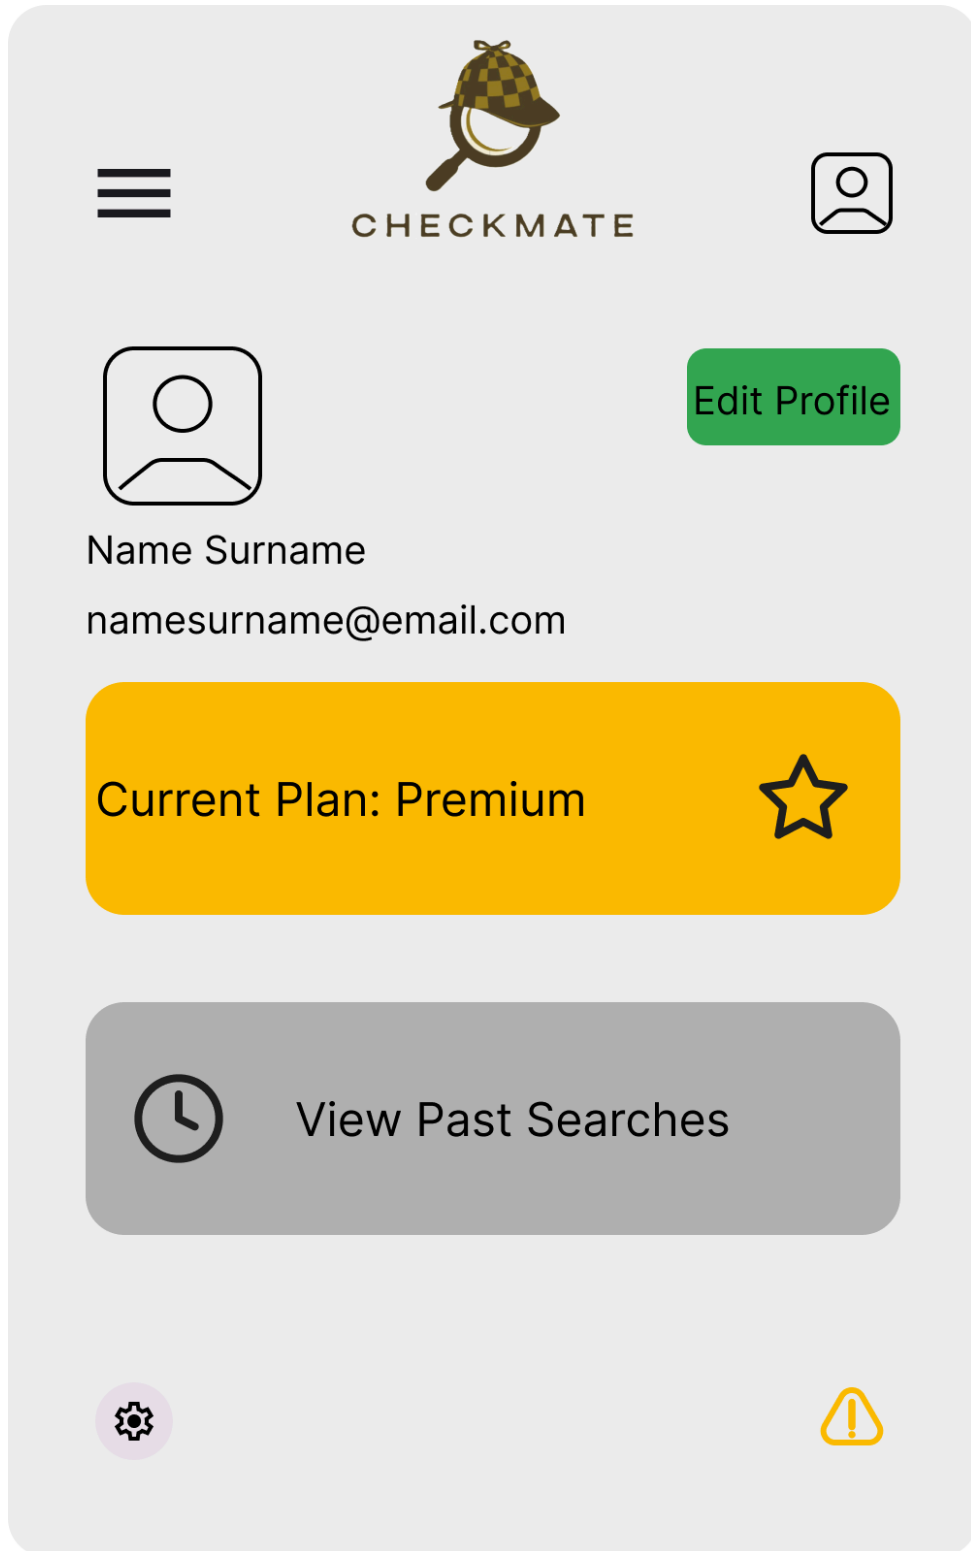 CHECKMATE
Edit Profile
Name Surname
namesurname@email.com
Current Plan: Premium
View Past Searches